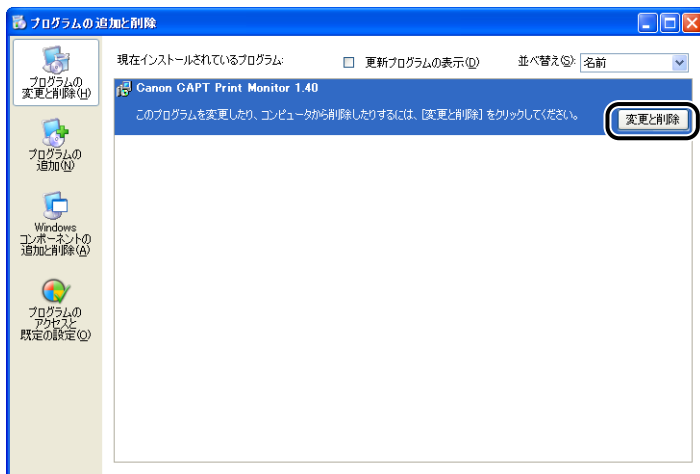 プログラムの追加と削除
プログラムの
変更と削除(H)
プログラムの
追加(N)
Windows
コンポーネントの
追加と削除(A)
プログラムの
アクセスと
既定の設定(O)
現在インストールされているプログラム:
更新プログラムの表示(D)
並べ替え(S):
名前
Canon CAPT Print Monitor 1.40
このプログラムを変更したり、コンピュータから削除したりするには、[変更と削除] をクリックしてください。
変更と削除